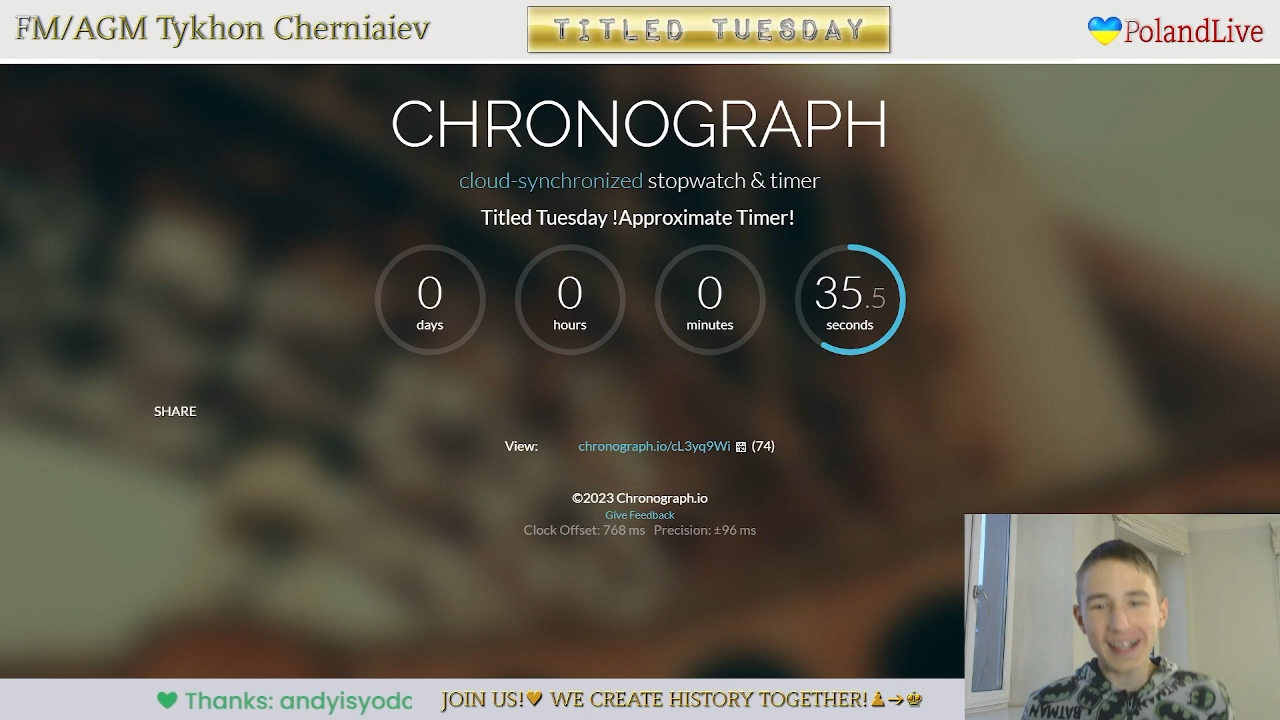 FM/AGM Tykhon Cherniaiev
TITLED TUESDAY
PolandLive
CHRONOGRAPH
cloud-synchronized stopwatch & timer
Titled Tuesday !Approximate Timer!
0 0 0 35.5
days hours minutes seconds
SHARE
View: chronograph.io/cL3yq9Wi (74)
©2023 Chronograph.io
Give Feedback
Clock Offset: 768 ms Precision: ±96 ms
BATMAN
Thanks: andyisyodc JOIN US! WE CREATE HISTORY TOGETHER!